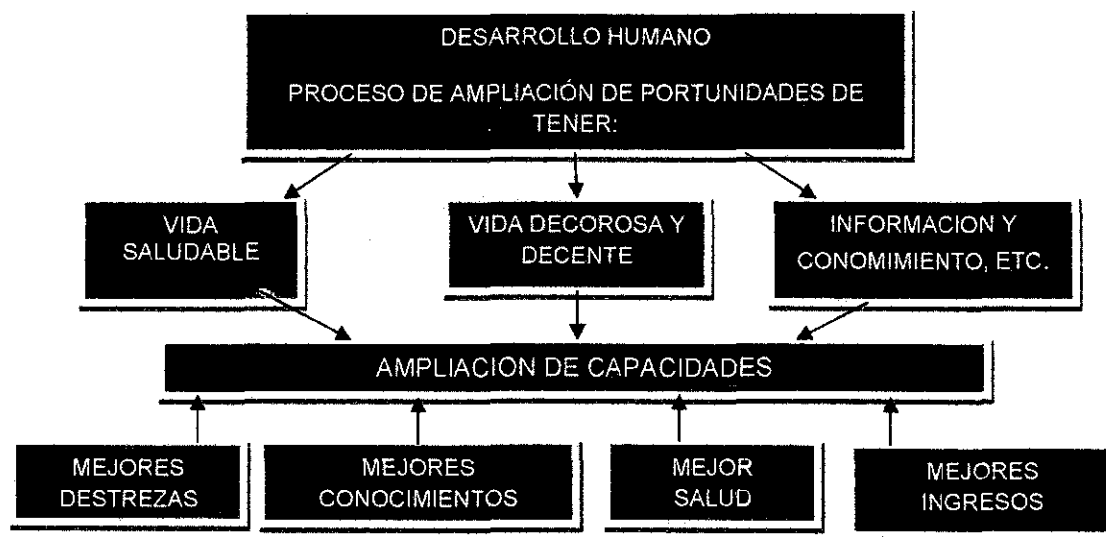 DESARROLLO HUMANO
PROCESO DE AMPLIACIÓN DE PORTUNIDADES DE
TENER:
VIDA
SALUDABLE
VIDA DECOROSA Y
DECENTE
INFORMACION Y
CONOMIMIENTO, ETC.
AMPLIACION DE CAPACIDADES
MEJORES
DESTREZAS
MEJORES
CONOCIMIENTOS
MEJOR
SALUD
MEJORES
INGRESOS